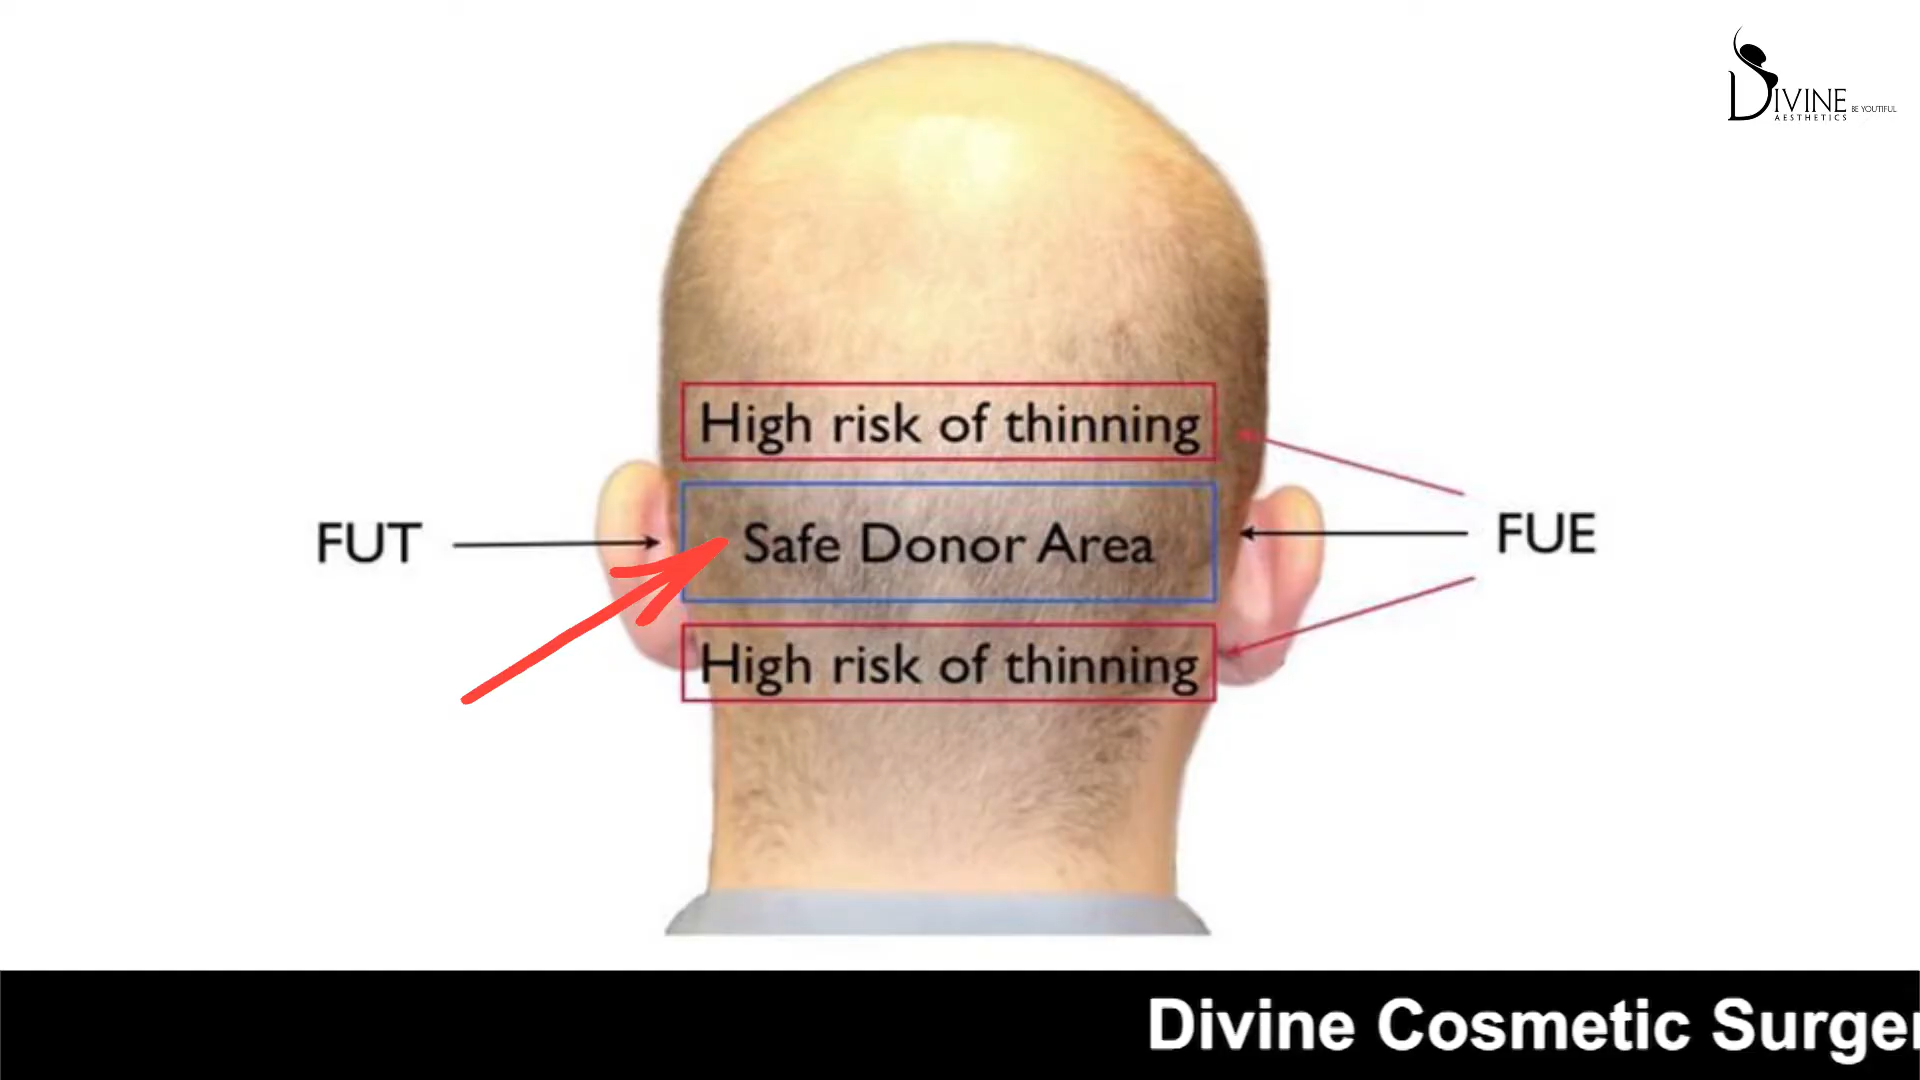 DIVINE BE YOUTIFUL
AESTHETICS
High risk of thinning
FUT
Safe Donor Area
FUE
High risk of thinning
Divine Cosmetic Surger